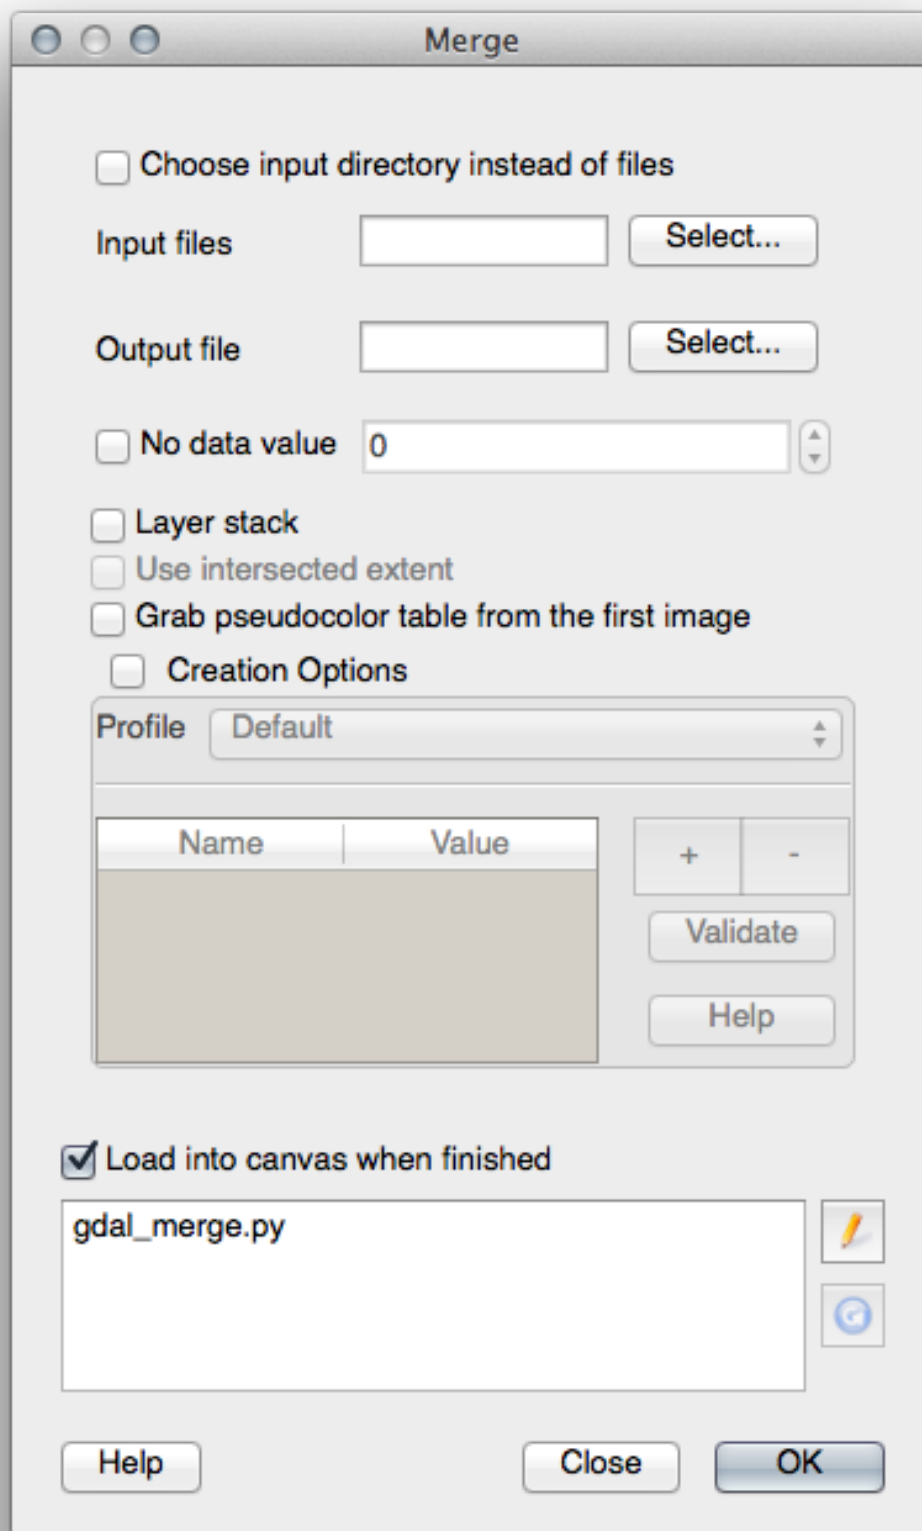 Merge
Choose input directory instead of files
Input files Select...
Output file Select...
No data value 0
Layer stack
Use intersected extent
Grab pseudocolor table from the first image
Creation Options
Profile Default
Name Value + -
Validate
Help
Load into canvas when finished
gdal_merge.py
G
Help Close OK